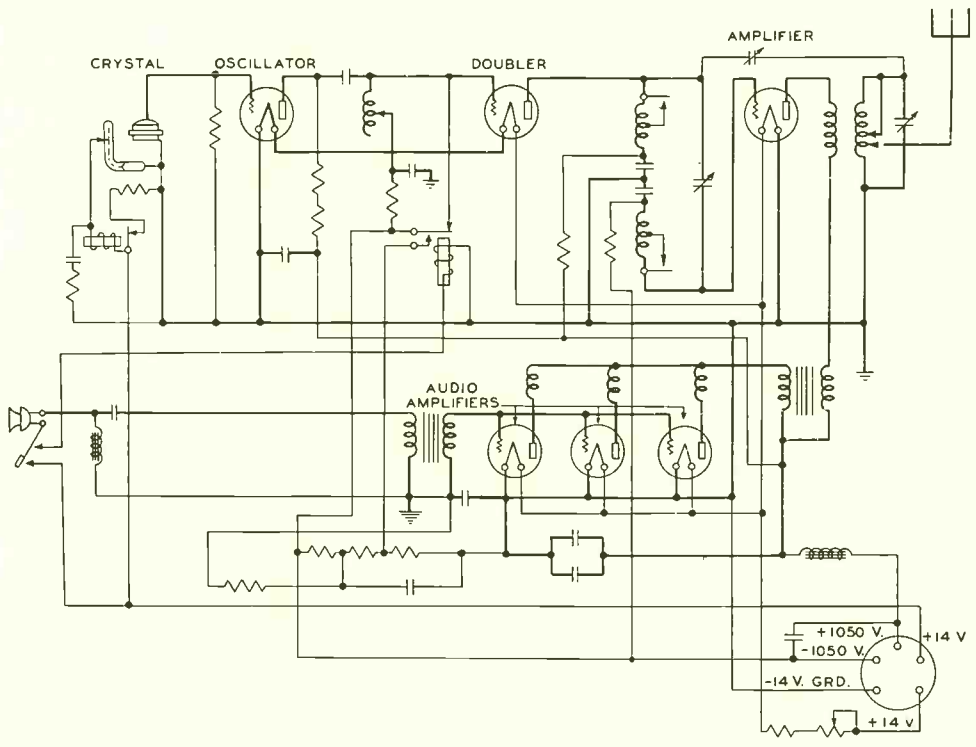 AMPLIFIER
CRYSTAL
OSCILLATOR
DOUBLER
AUDIO
AMPLIFIERS
+1050 V.
+14 V
-1050 V.
-14 V. GRD.
+14 V